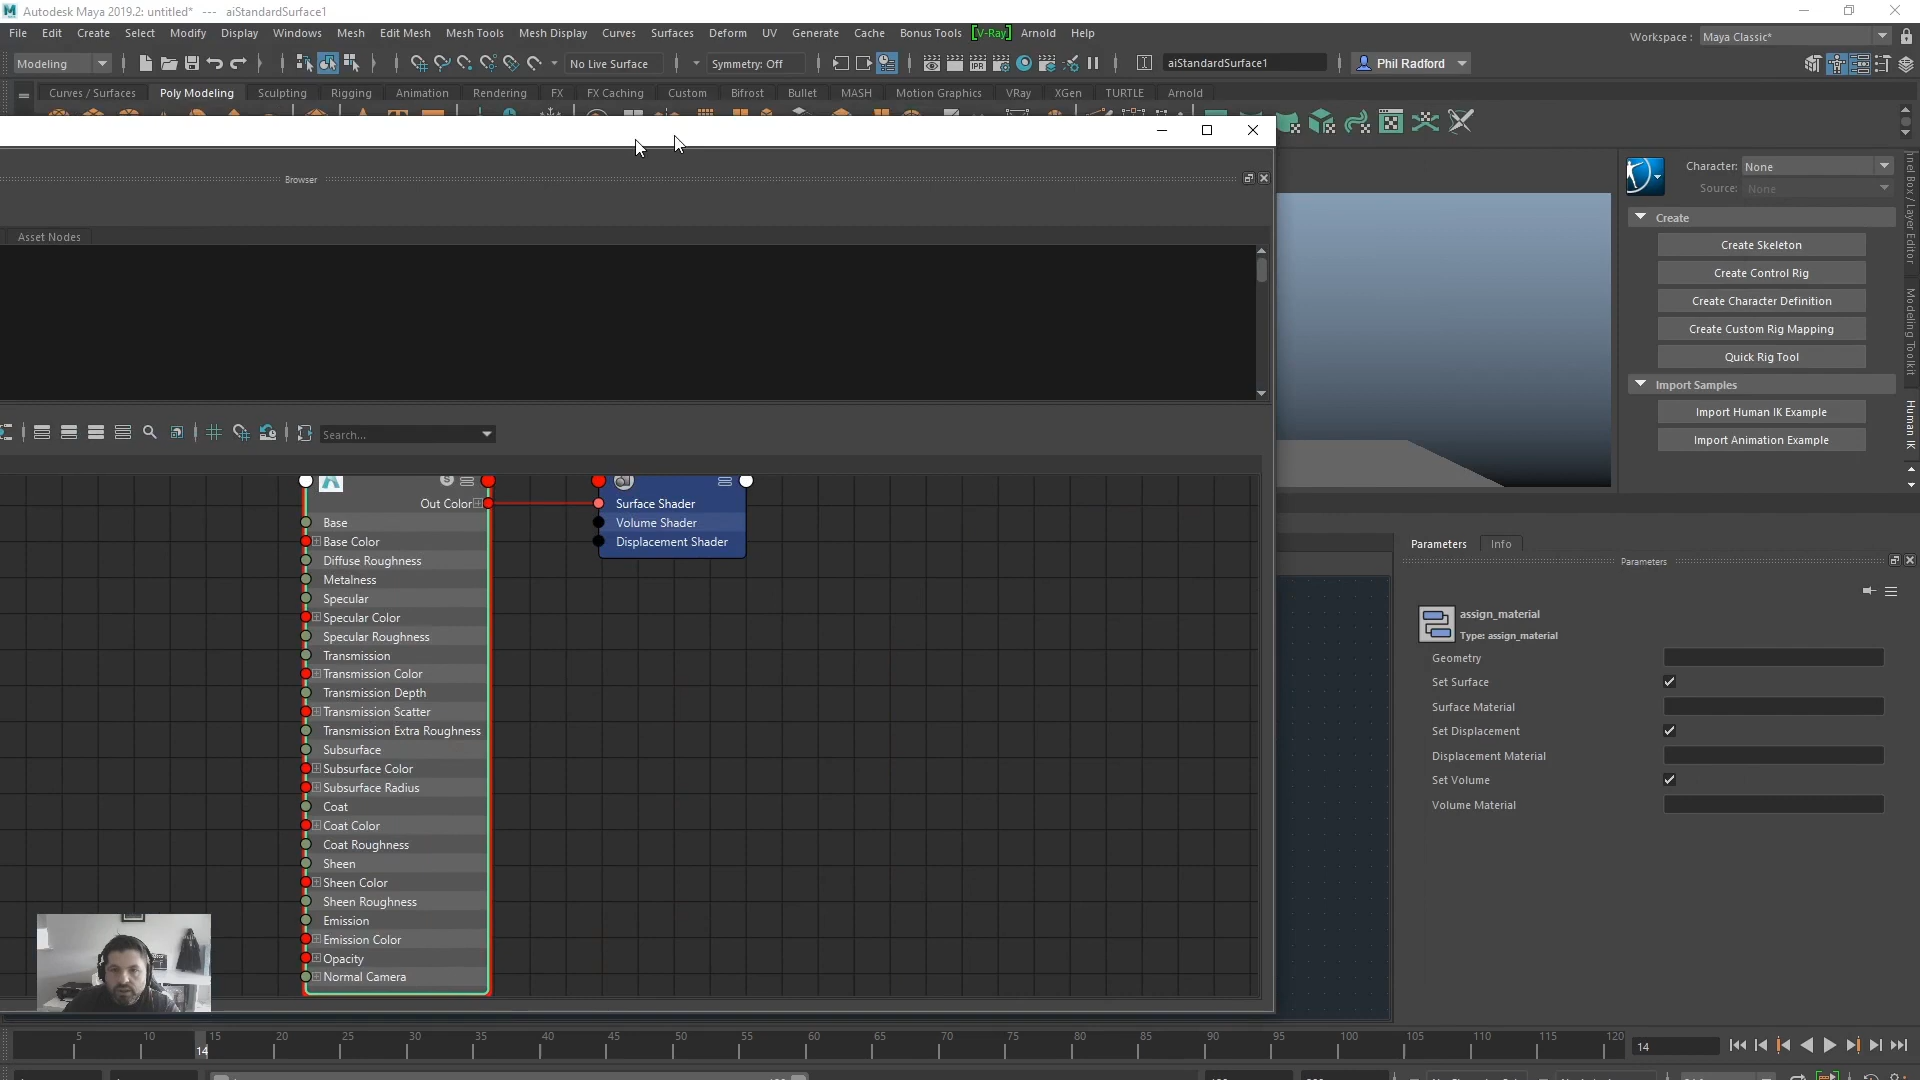 Autodesk Maya 2019.2: untitled* --- aiStandardSurface1
File Edit Create Select Modify Display Windows Mesh Edit Mesh Mesh Tools Mesh Display Curves Surfaces Deform UV Generate Cache Bonus Tools [V-Ray] Arnold Help
Workspace : Maya Classic*
Modeling No Live Surface Symmetry: Off aiStandardSurface1 Phil Radford
Curves / Surfaces Poly Modeling Sculpting Rigging Animation Rendering FX FX Caching Custom Bifrost Bullet MASH Motion Graphics VRay XGen TURTLE Arnold
Browser
Asset Nodes
Search...
Out Color
Base
Base Color
Diffuse Roughness
Metalness
Specular
Specular Color
Specular Roughness
Transmission
Transmission Color
Transmission Depth
Transmission Scatter
Transmission Extra Roughness
Subsurface
Subsurface Color
Subsurface Radius
Coat
Coat Color
Coat Roughness
Sheen
Sheen Color
Sheen Roughness
Emission
Emission Color
Opacity
Normal Camera
Surface Shader
Volume Shader
Displacement Shader
Character: None
Source: None
Create
Create Skeleton
Create Control Rig
Create Character Definition
Create Custom Rig Mapping
Quick Rig Tool
Import Samples
Import Human IK Example
Import Animation Example
nel Box / Layer Editor
Modeling Toolkit
Human IK
Parameters Info
Parameters
assign_material
Type: assign_material
Geometry
Set Surface
Surface Material
Set Displacement
Displacement Material
Set Volume
Volume Material
5 10 15 20 25 30 35 40 45 50 55 60 65 70 75 80 85 90 95 100 105 110 115 120
14
14